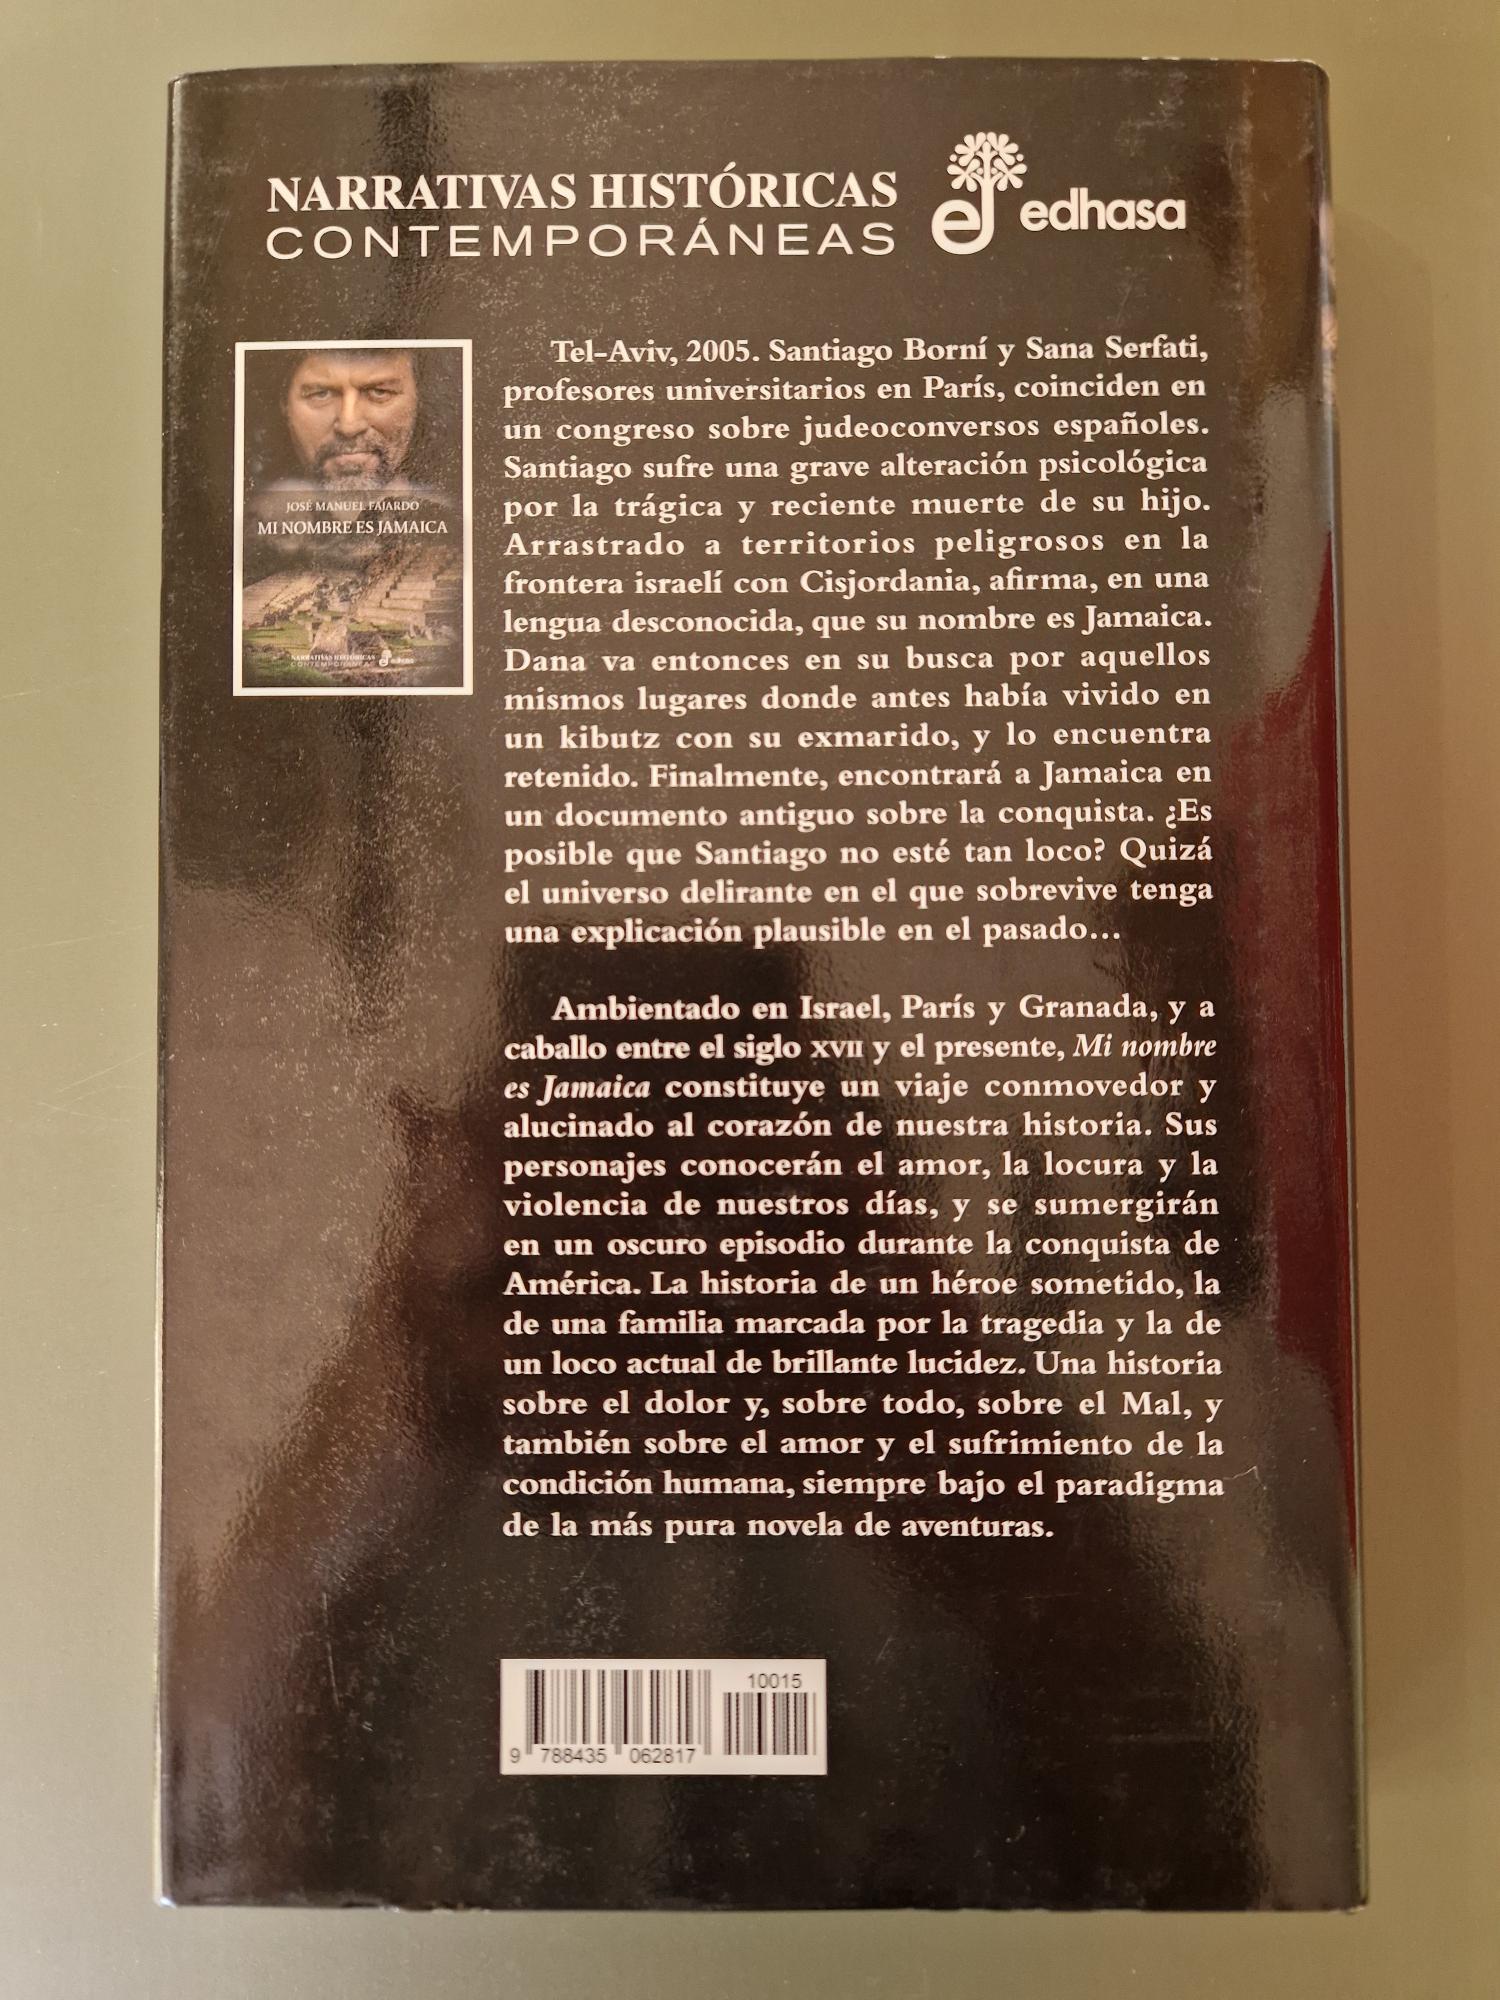 NARRATIVAS HISTÓRICAS
CONTEMPORÁNEAS
edhasa
JOSÉ MANUEL FAJARDO
MI NOMBRE ES JAMAICA
NARRATIVAS HISTÓRICAS
CONTEMPORÁNEAS
edhasa
Tel-Aviv, 2005. Santiago Borní y Sana Serfati,
profesores universitarios en París, coinciden en
un congreso sobre judeoconversos españoles.
Santiago sufre una grave alteración psicológica
por la trágica y reciente muerte de su hijo.
Arrastrado a territorios peligrosos en la
frontera israelí con Cisjordania, afirma, en una
lengua desconocida, que su nombre es Jamaica.
Dana va entonces en su busca por aquellos
mismos lugares donde antes había vivido en
un kibutz con su exmarido, y lo encuentra
retenido. Finalmente, encontrará a Jamaica en
un documento antiguo sobre la conquista. ¿Es
posible que Santiago no esté tan loco? Quizá
el universo delirante en el que sobrevive tenga
una explicación plausible en el pasado...
Ambientado en Israel, París y Granada, y a
caballo entre el siglo XVII y el presente, Mi nombre
es Jamaica constituye un viaje conmovedor y
alucinado al corazón de nuestra historia. Sus
personajes conocerán el amor, la locura y la
violencia de nuestros días, y se sumergirán
en un oscuro episodio durante la conquista de
América. La historia de un héroe sometido, la
de una familia marcada por la tragedia y la de
un loco actual de brillante lucidez. Una historia
sobre el dolor y, sobre todo, sobre el Mal, y
también sobre el amor y el sufrimiento de la
condición humana, siempre bajo el paradigma
de la más pura novela de aventuras.
10015
9 788435 062817